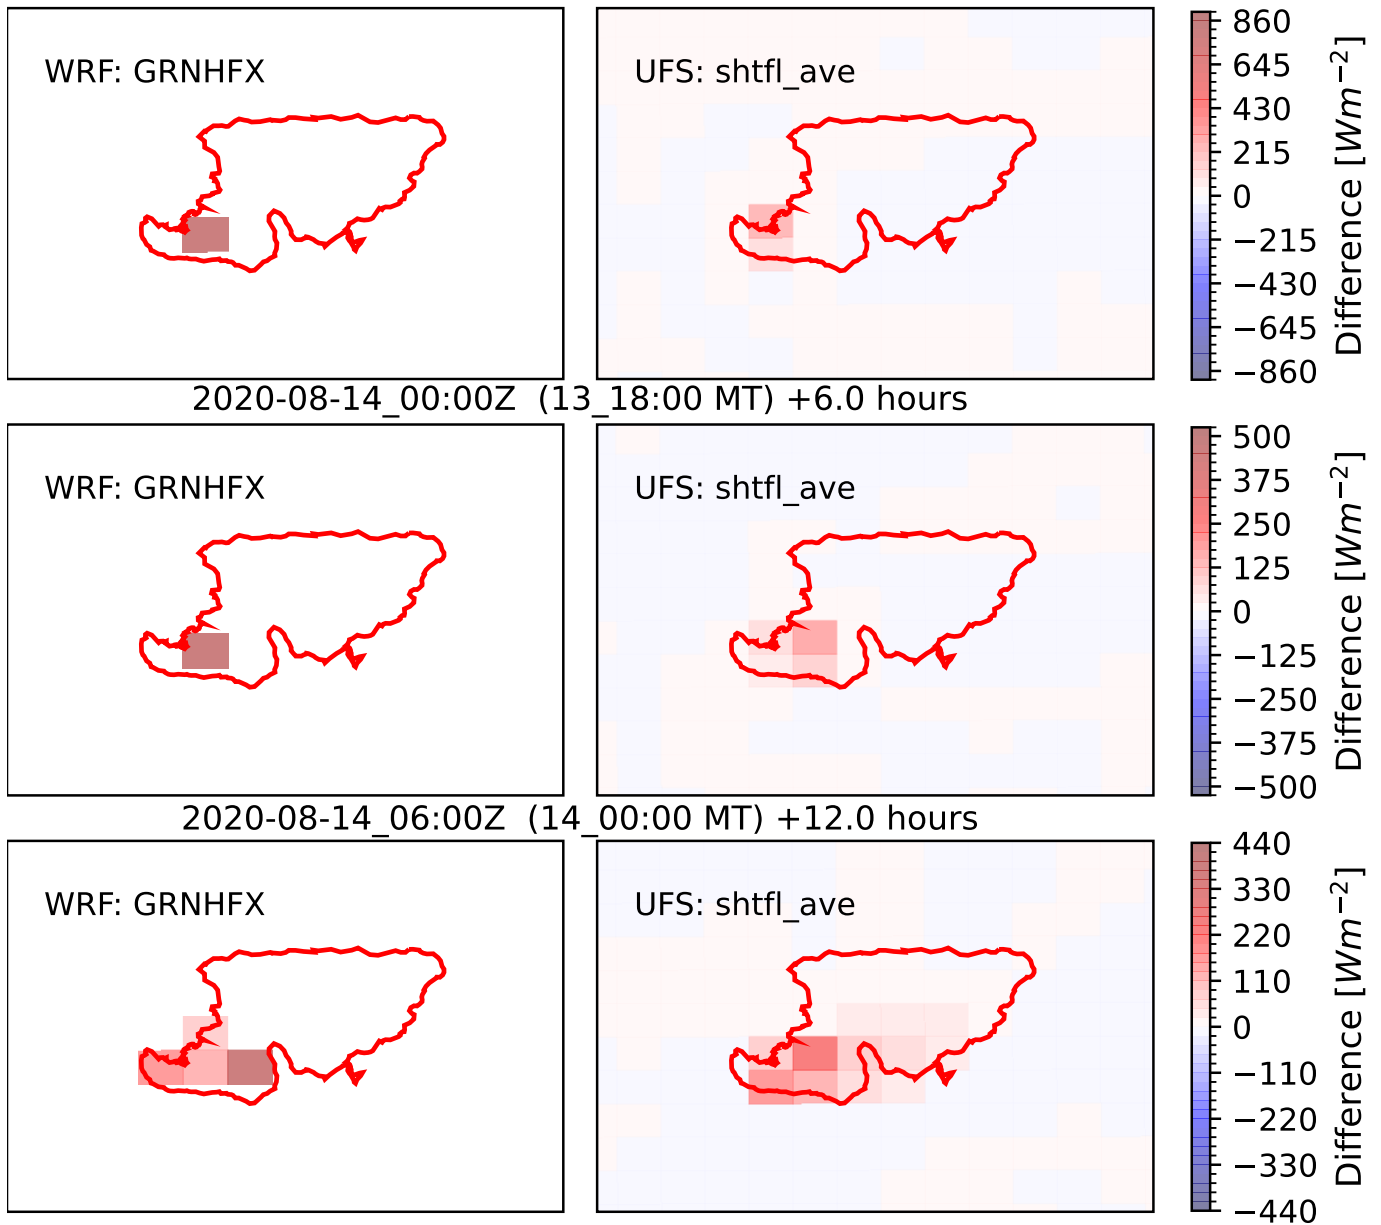 WRF: GRNHFX
UFS: shtfl_ave
860
645
430
215
0
−215
−430
−645
−860
Difference [Wm−2]
2020-08-14_00:00Z (13_18:00 MT) +6.0 hours
WRF: GRNHFX
UFS: shtfl_ave
500
375
250
125
0
−125
−250
−375
−500
Difference [Wm−2]
2020-08-14_06:00Z (14_00:00 MT) +12.0 hours
WRF: GRNHFX
UFS: shtfl_ave
440
330
220
110
0
−110
−220
−330
−440
Difference [Wm−2]